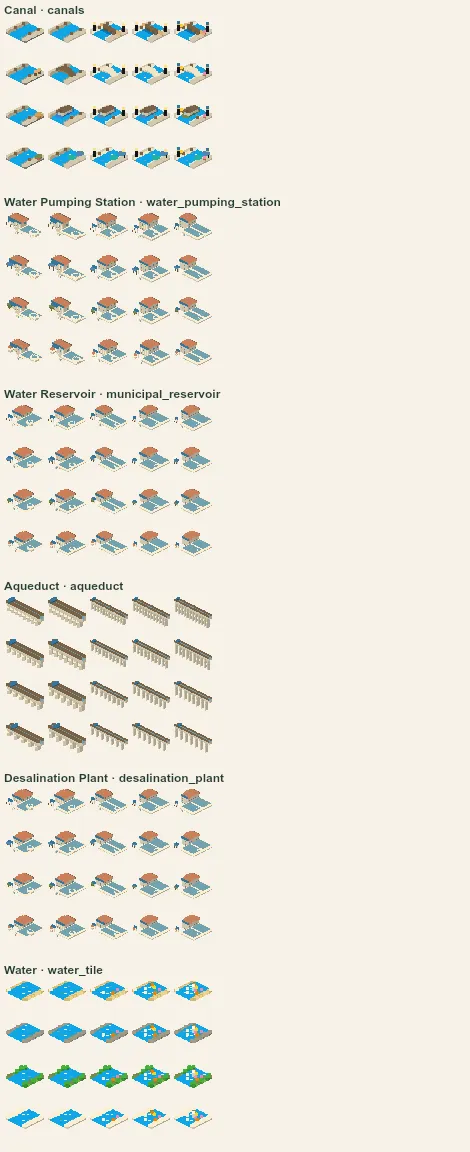 Canal · canals
Water Pumping Station · water_pumping_station
Water Reservoir · municipal_reservoir
Aqueduct · aqueduct
Desalination Plant · desalination_plant
Water · water_tile